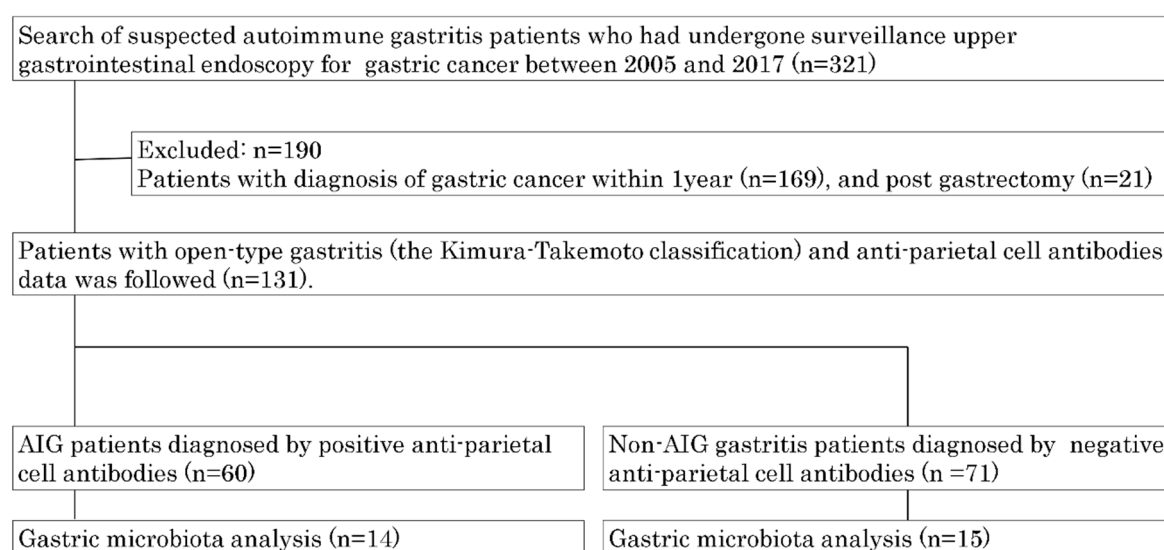 Search of suspected autoimmune gastritis patients who had undergone surveillance upper
gastrointestinal endoscopy for gastric cancer between 2005 and 2017 (n=321)
Excluded: n=190
Patients with diagnosis of gastric cancer within 1year (n=169), and post gastrectomy (n=21)
Patients with open-type gastritis (the Kimura-Takemoto classification) and anti-parietal cell antibodies
data was followed (n=131).
AIG patients diagnosed by positive anti-parietal
cell antibodies (n=60)
Non-AIG gastritis patients diagnosed by negative
anti-parietal cell antibodies (n =71)
Gastric microbiota analysis (n=14)
Gastric microbiota analysis (n=15)